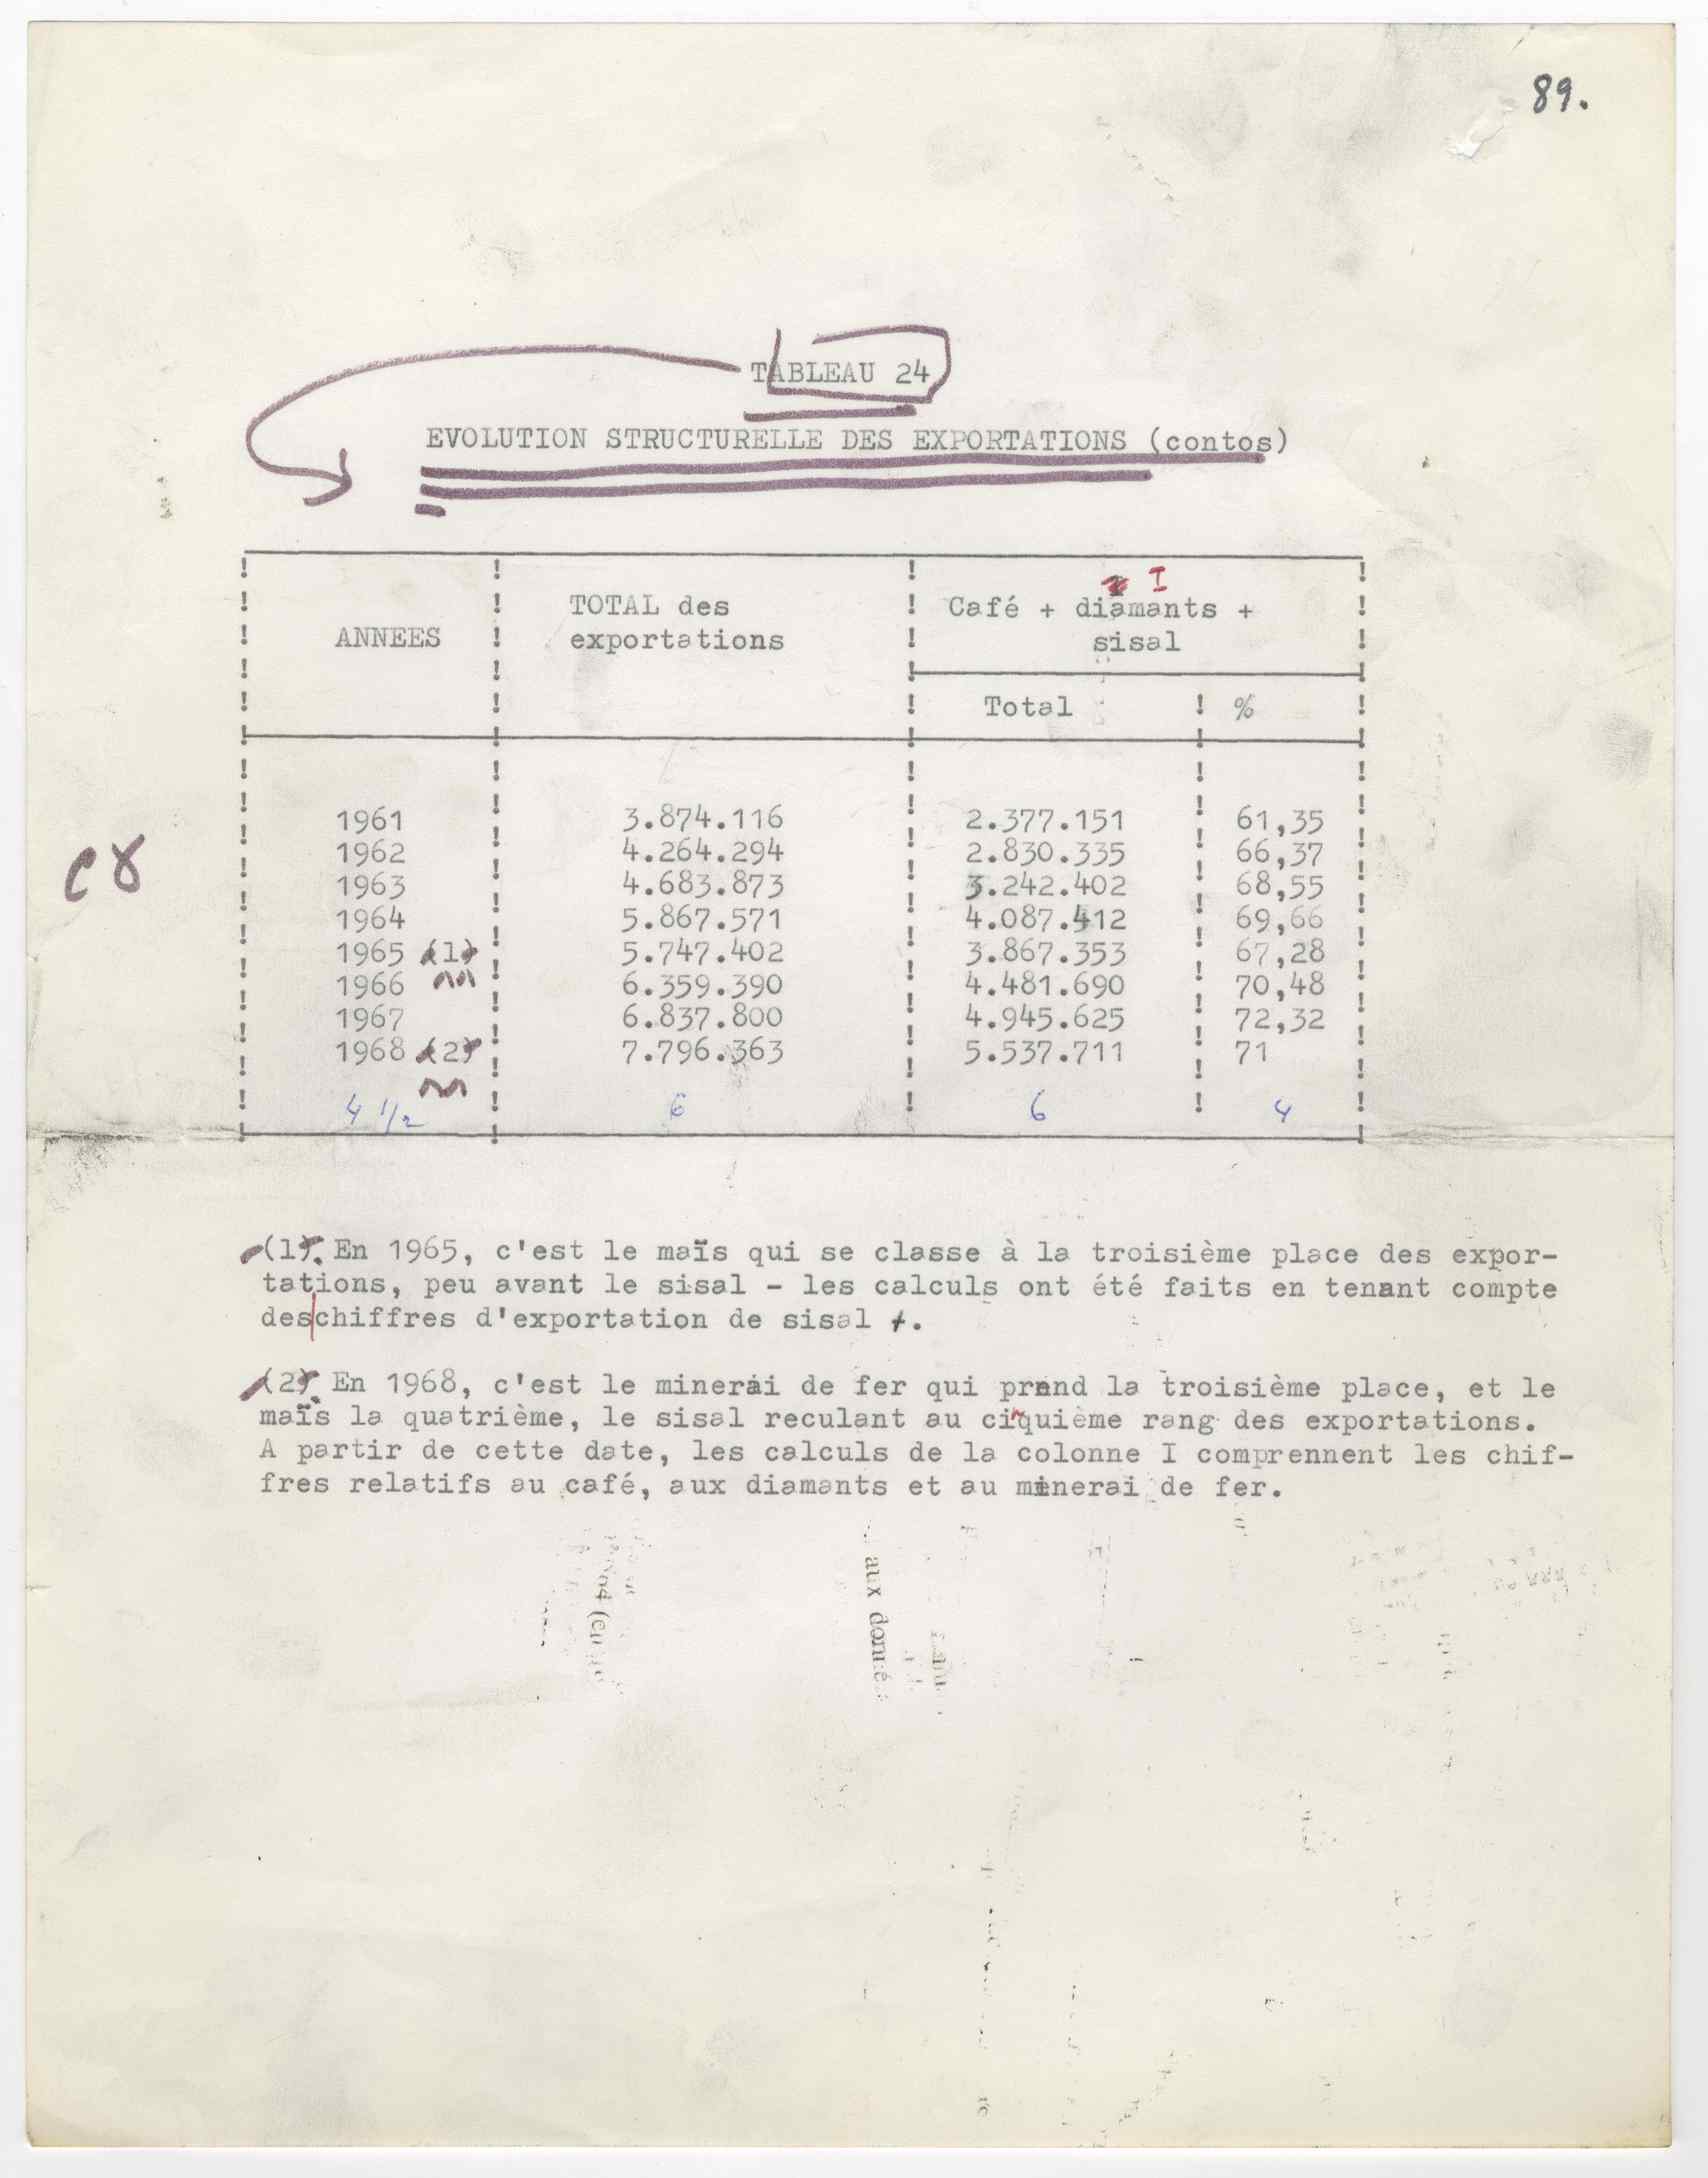 89.
TABLEAU 24
EVOLUTION STRUCTURELLE DES EXPORTATIONS (contos)
I
TOTAL des Café + diamants +
ANNEES exportations sisal
Total %
1961 3.874.116 2.377.151 61,35
1962 4.264.294 2.830.335 66,37
c8
1963 4.683.873 3.242.402 68,55
1964 5.867.571 4.087.412 69,66
1965 (1) 5.747.402 3.867.353 67,28
1966 6.359.390 4.481.690 70,48
1967 6.837.800 4.945.625 72,32
1968 (2) 7.796.363 5.537.711 71
4 1/2 6 6 4
(1). En 1965, c'est le maïs qui se classe à la troisième place des expor-
tations, peu avant le sisal - les calculs ont été faits en tenant compte
des chiffres d'exportation de sisal .
(2). En 1968, c'est le minerai de fer qui prend la troisième place, et le
maïs la quatrième, le sisal reculant au ciquième rang des exportations.
A partir de cette date, les calculs de la colonne I comprennent les chif-
fres relatifs au café, aux diamants et au minerai de fer.
aux donné